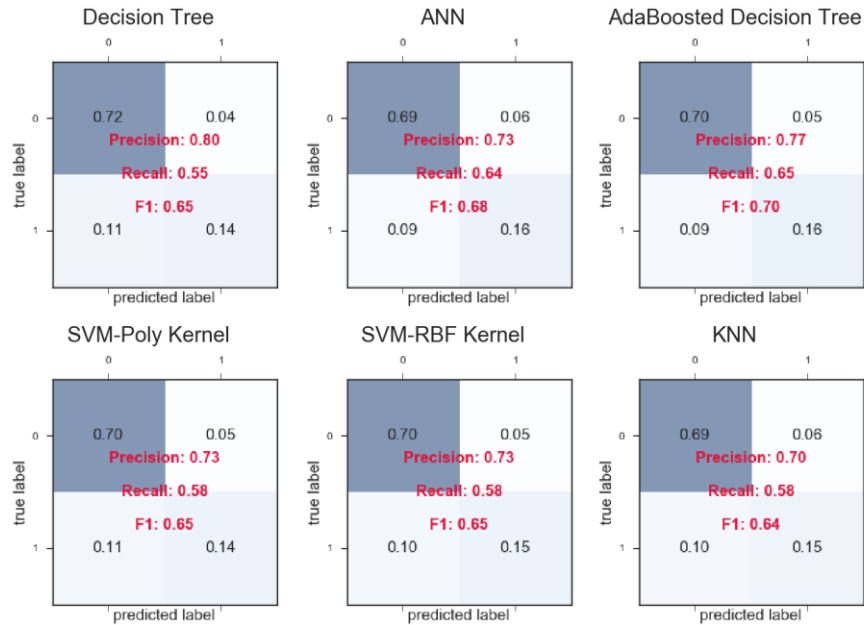 Decision Tree
0 1
true label
0
0.72 0.04
Precision: 0.80
Recall: 0.55
F1: 0.65
1
0.11 0.14
predicted label
ANN
0 1
true label
0
0.69 0.06
Precision: 0.73
Recall: 0.64
F1: 0.68
1
0.09 0.16
predicted label
AdaBoosted Decision Tree
0 1
true label
0
0.70 0.05
Precision: 0.77
Recall: 0.65
F1: 0.70
1
0.09 0.16
predicted label
SVM-Poly Kernel
0 1
true label
0
0.70 0.05
Precision: 0.73
Recall: 0.58
F1: 0.65
1
0.11 0.14
predicted label
SVM-RBF Kernel
0 1
true label
0
0.70 0.05
Precision: 0.73
Recall: 0.58
F1: 0.65
1
0.10 0.15
predicted label
KNN
0 1
true label
0
0.69 0.06
Precision: 0.70
Recall: 0.58
F1: 0.64
1
0.10 0.15
predicted label